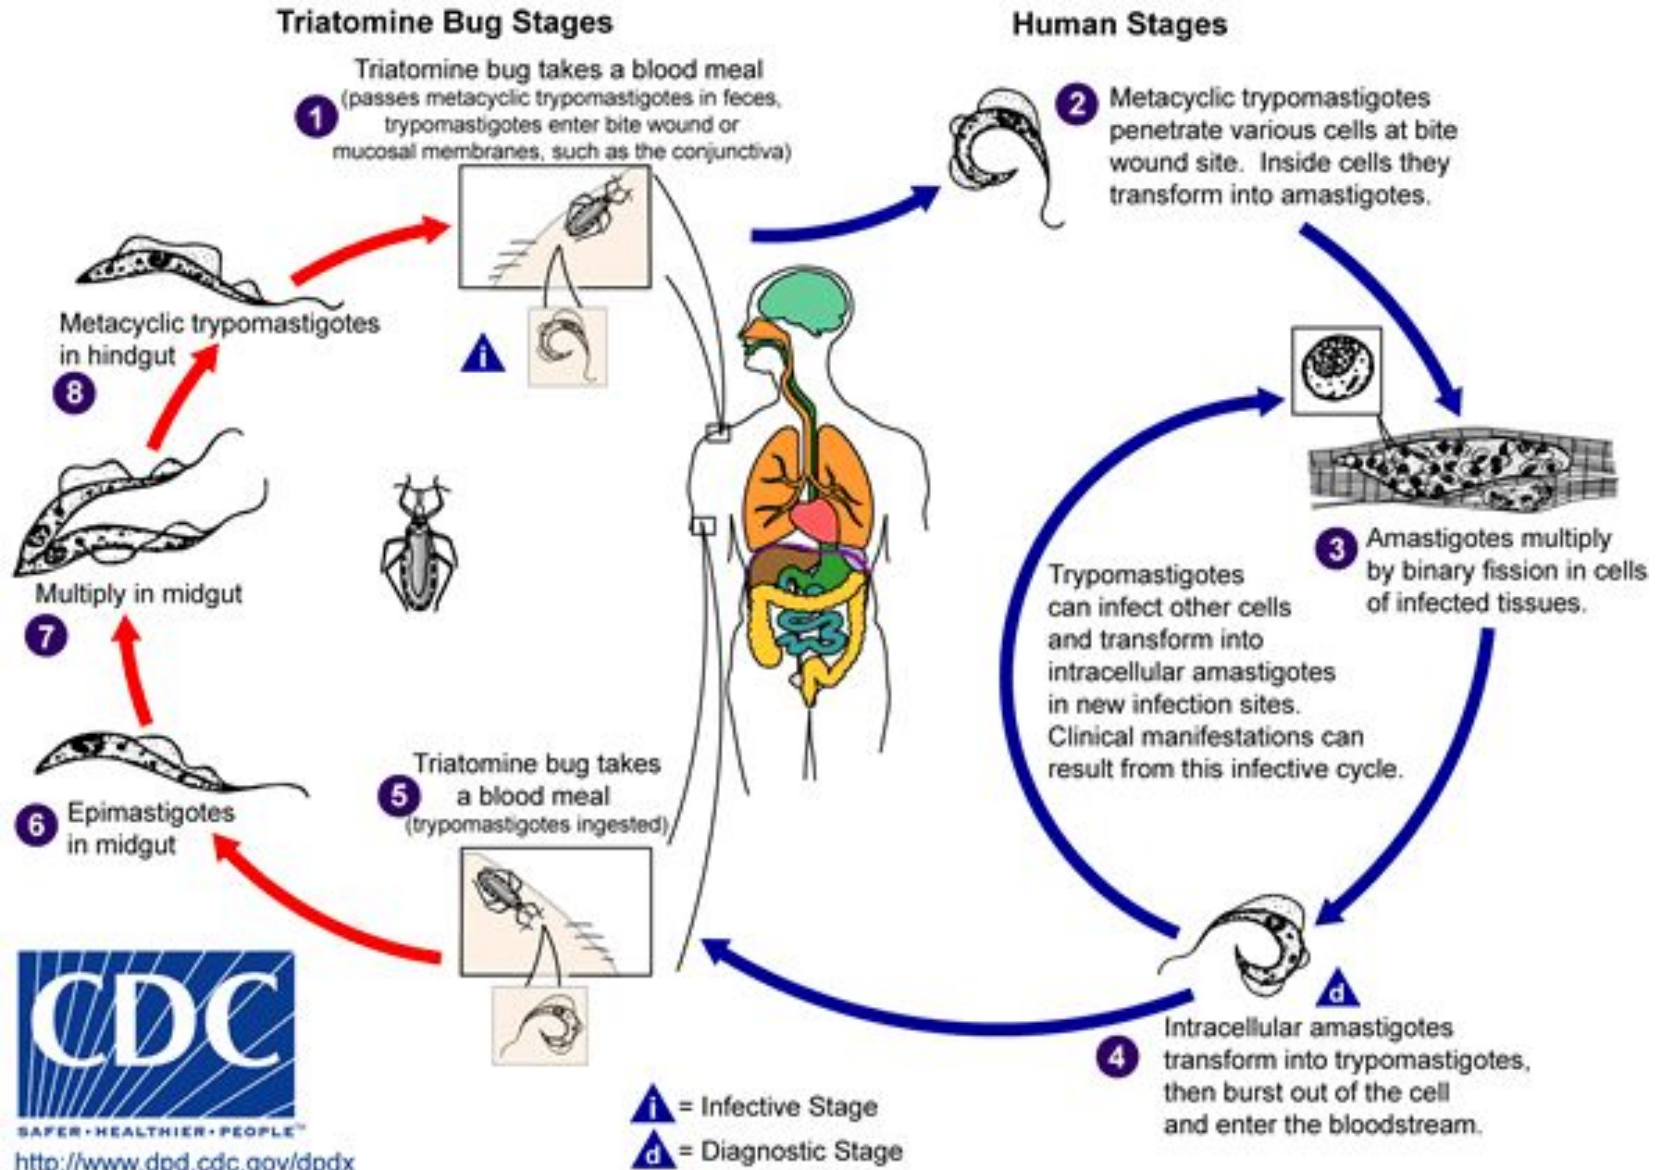 Triatomine Bug Stages
Human Stages
Triatomine bug takes a blood meal
1
(passes metacyclic trypomastigotes in feces,
trypomastigotes enter bite wound or
mucosal membranes, such as the conjunctiva)
i
2
Metacyclic trypomastigotes
penetrate various cells at bite
wound site. Inside cells they
transform into amastigotes.
3
Amastigotes multiply
by binary fission in cells
of infected tissues.
Trypomastigotes
can infect other cells
and transform into
intracellular amastigotes
in new infection sites.
Clinical manifestations can
result from this infective cycle.
d
4
Intracellular amastigotes
transform into trypomastigotes,
then burst out of the cell
and enter the bloodstream.
5
Triatomine bug takes
a blood meal
(trypomastigotes ingested)
6
Epimastigotes
in midgut
Multiply in midgut
7
Metacyclic trypomastigotes
in hindgut
8
i = Infective Stage
d = Diagnostic Stage
CDC
SAFER•HEALTHIER•PEOPLE™
http://www.dpd.cdc.gov/dpdx